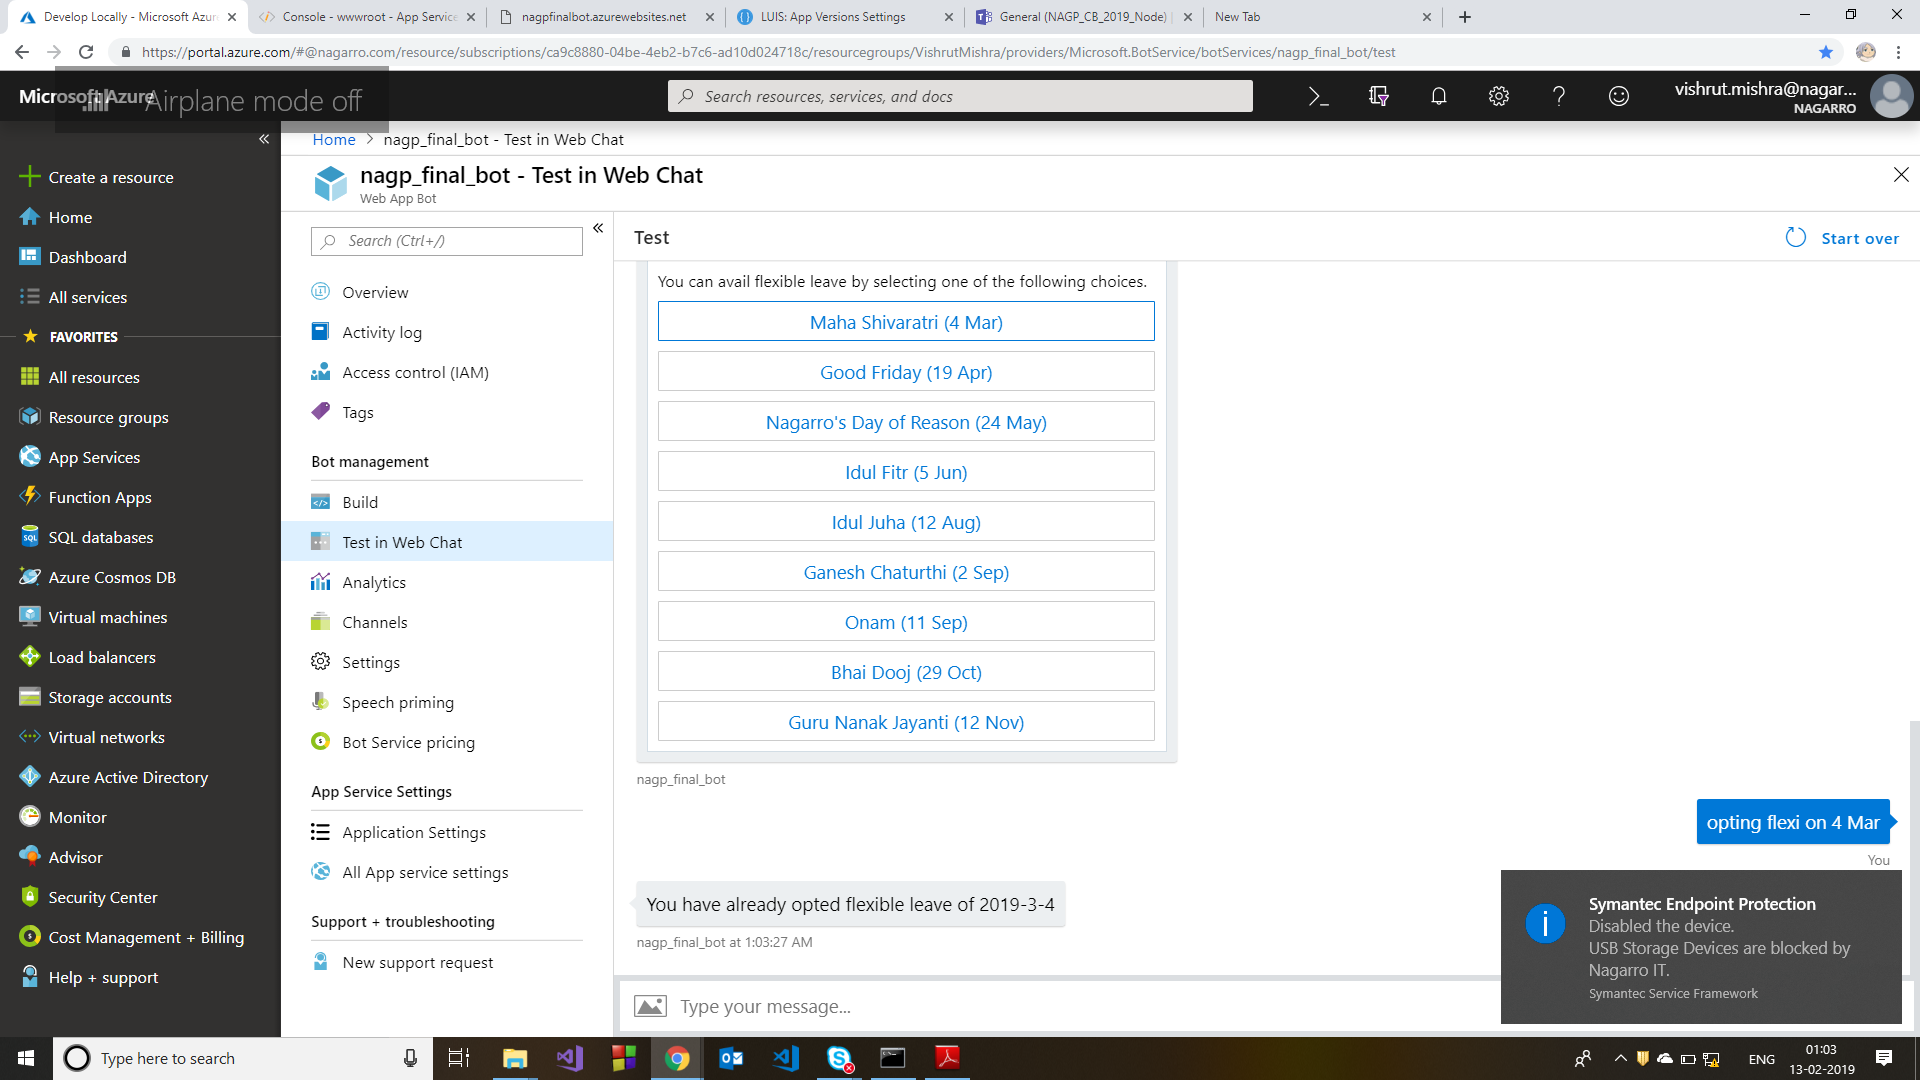 Develop Locally - Microsoft Azur
Console - wwwroot - App Service
nagpfinalbot.azurewebsites.net
LUIS: App Versions Settings
General (NAGP_CB_2019_Node) |
New Tab
https://portal.azure.com/#@nagarro.com/resource/subscriptions/ca9c8880-04be-4eb2-b7c6-ad10d024718c/resourcegroups/VishrutMishra/providers/Microsoft.BotService/botServices/nagp_final_bot/test
Microsoft Azure
Airplane mode off
Search resources, services, and docs
vishrut.mishra@nagar...
NAGARRO
Create a resource
Home
Dashboard
All services
FAVORITES
All resources
Resource groups
App Services
Function Apps
SQL databases
Azure Cosmos DB
Virtual machines
Load balancers
Storage accounts
Virtual networks
Azure Active Directory
Monitor
Advisor
Security Center
Cost Management + Billing
Help + support
Home > nagp_final_bot - Test in Web Chat
nagp_final_bot - Test in Web Chat
Web App Bot
Search (Ctrl+/)
Overview
Activity log
Access control (IAM)
Tags
Bot management
Build
Test in Web Chat
Analytics
Channels
Settings
Speech priming
Bot Service pricing
App Service Settings
Application Settings
All App service settings
Support + troubleshooting
New support request
Test
Start over
You can avail flexible leave by selecting one of the following choices.
Maha Shivaratri (4 Mar)
Good Friday (19 Apr)
Nagarro's Day of Reason (24 May)
Idul Fitr (5 Jun)
Idul Juha (12 Aug)
Ganesh Chaturthi (2 Sep)
Onam (11 Sep)
Bhai Dooj (29 Oct)
Guru Nanak Jayanti (12 Nov)
nagp_final_bot
opting flexi on 4 Mar
You
You have already opted flexible leave of 2019-3-4
nagp_final_bot at 1:03:27 AM
Type your message...
Symantec Endpoint Protection
Disabled the device.
USB Storage Devices are blocked by
Nagarro IT.
Symantec Service Framework
Type here to search
ENG
01:03
13-02-2019